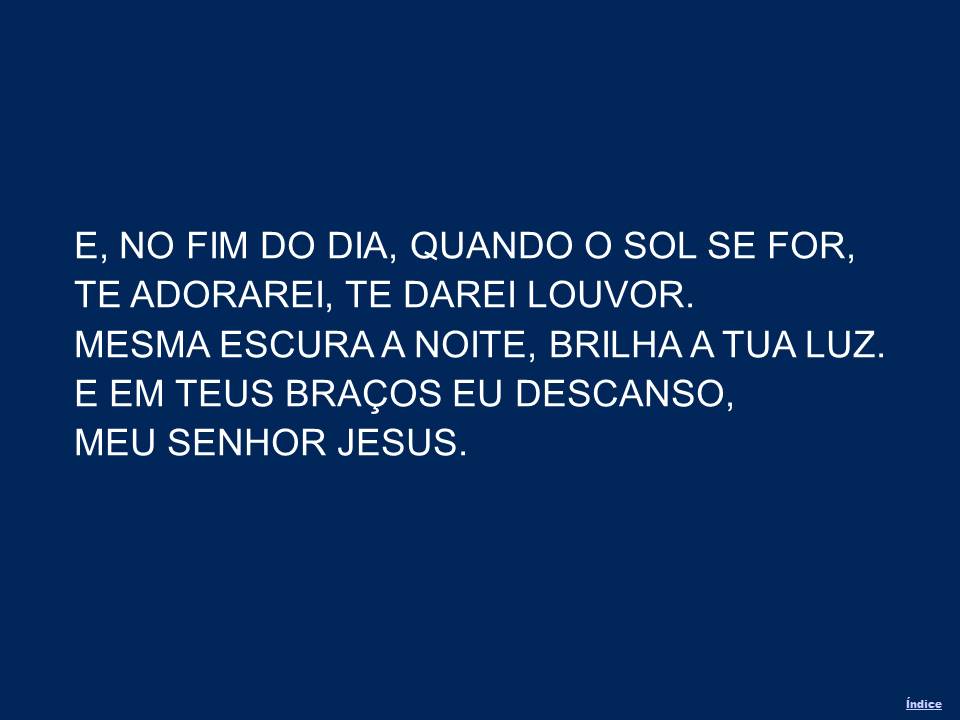 E, NO FIM DO DIA, QUANDO O SOL SE FOR,
TE ADORAREI, TE DAREI LOUVOR.
MESMA ESCURA A NOITE, BRILHA A TUA LUZ.
E EM TEUS BRAÇOS EU DESCANSO,
MEU SENHOR JESUS.
Índice